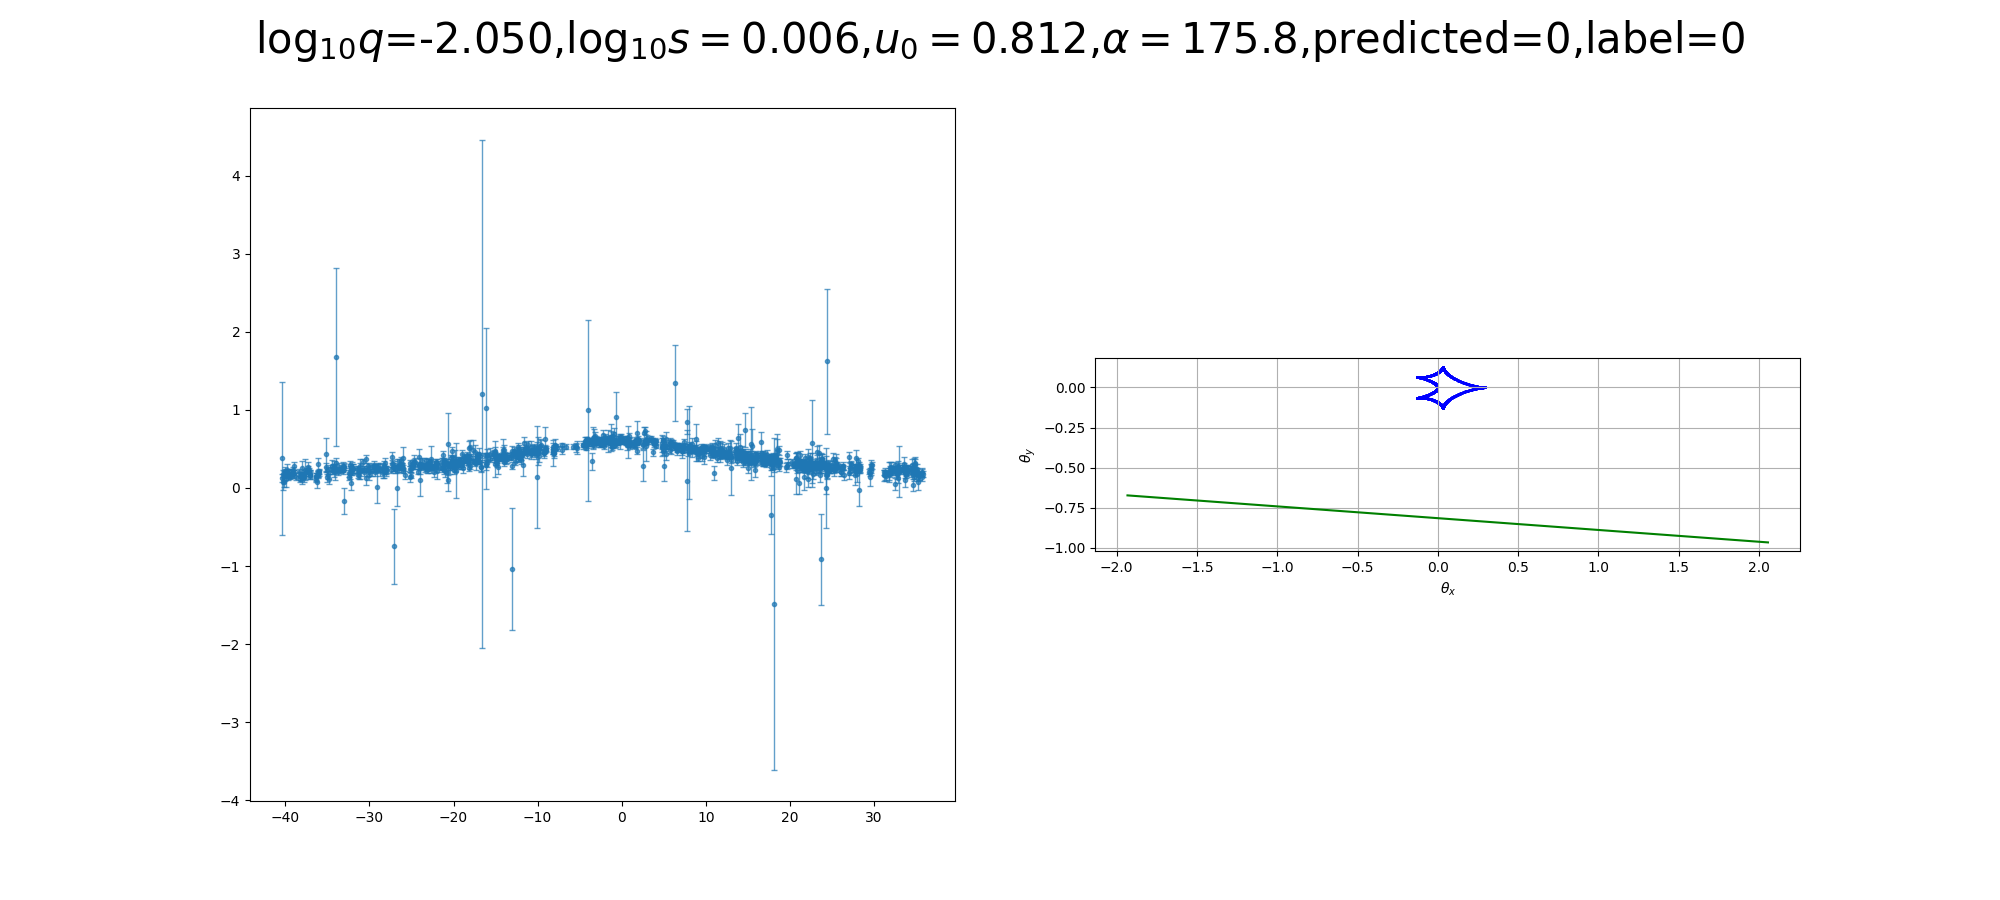 log₁₀q=-2.050,log₁₀s = 0.006,u₀ = 0.812,α = 175.8,predicted=0,label=0
4
3
2
1
0
−1
−2
−3
−4
−40 −30 −20 −10 0 10 20 30
0.00
−0.25
−0.50
−0.75
−1.00
θy
−2.0 −1.5 −1.0 −0.5 0.0 0.5 1.0 1.5 2.0
θx